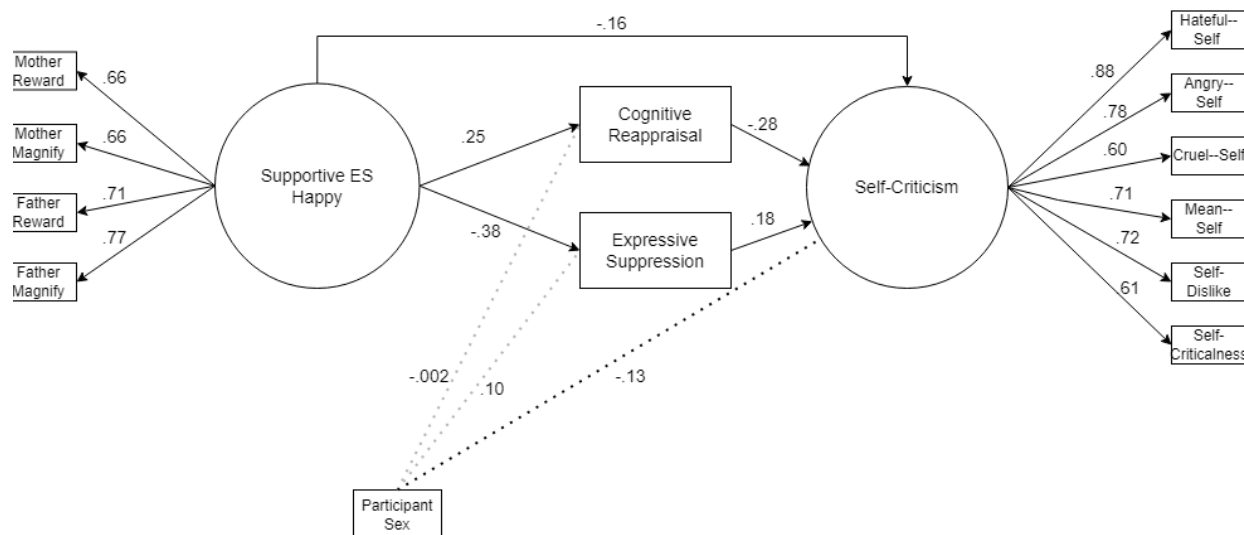 -.16
Mother
Reward
.66
Mother
Magnify
.66
Father
Reward
.71
Father
Magnify
.77
Supportive ES
Happy
.25
-.38
Cognitive
Reappraisal
Expressive
Suppression
-.28
.18
Self-Criticism
.88
.78
.60
.71
.72
.61
Hateful--
Self
Angry--
Self
Cruel--Self
Mean--
Self
Self-
Dislike
Self-
Criticalness
-.002
.10
-.13
Participant
Sex